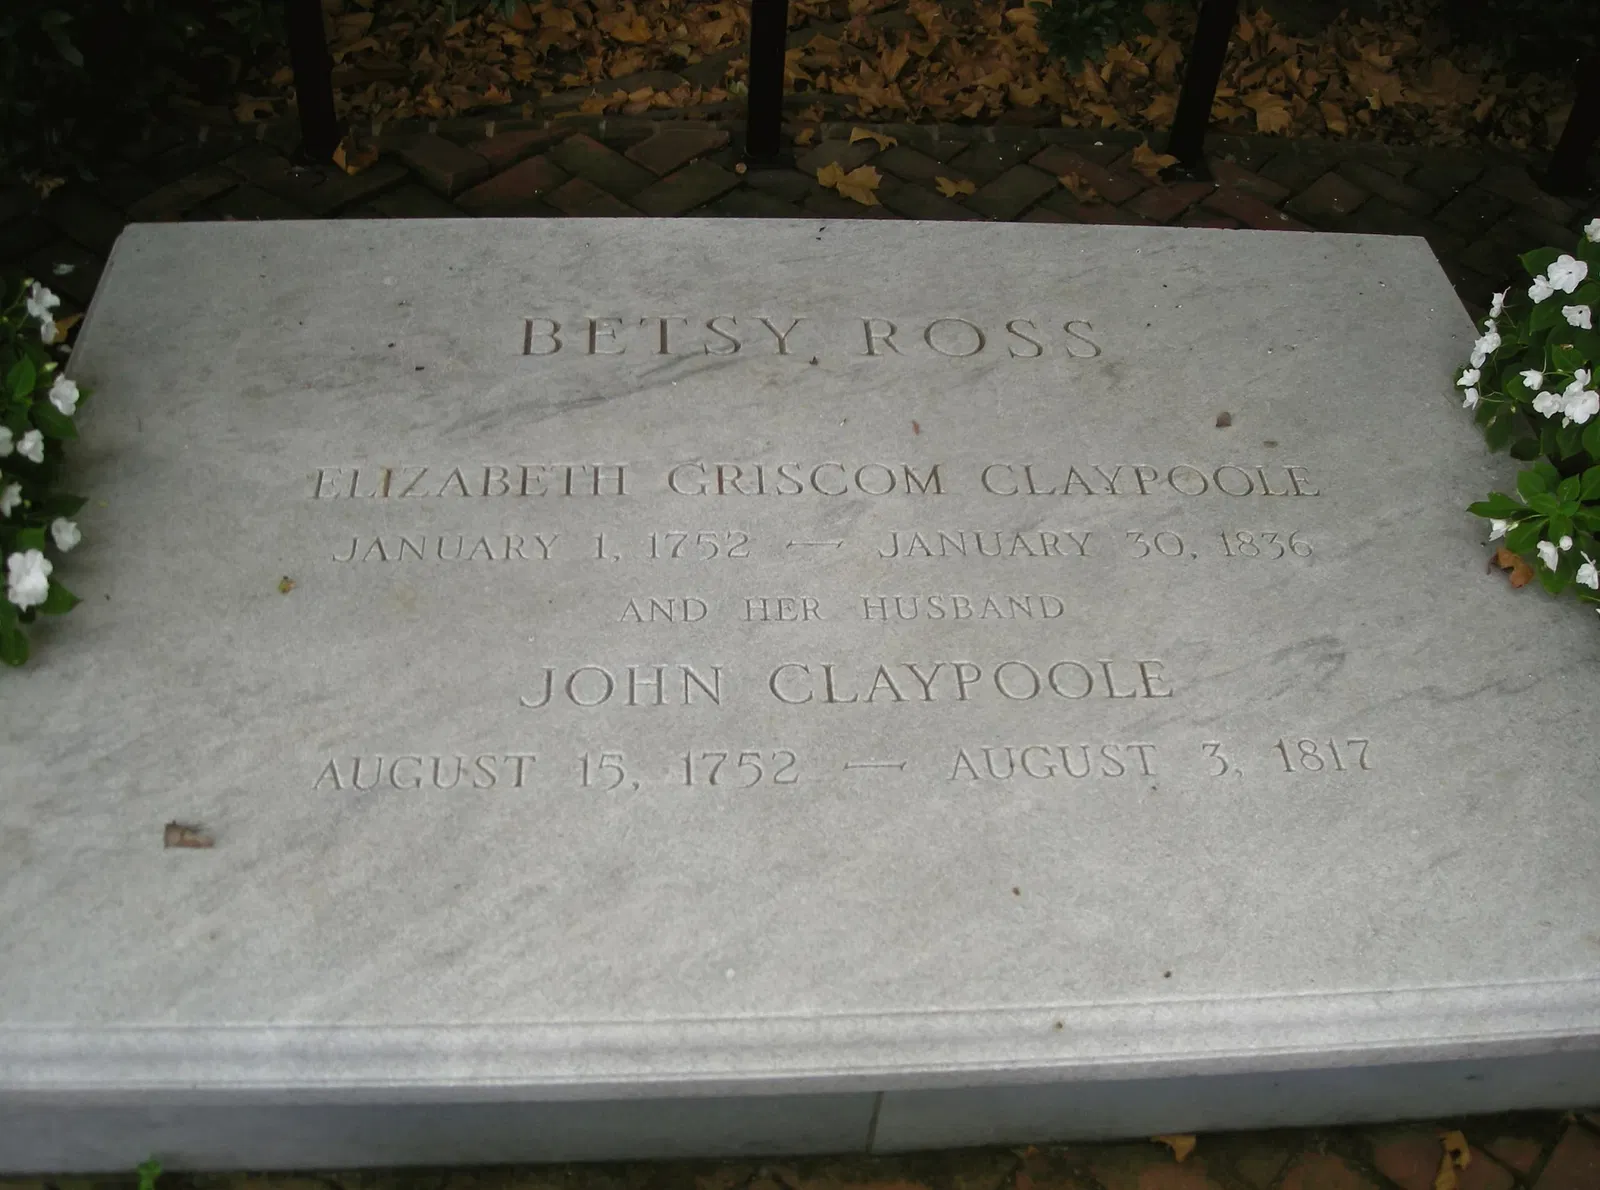 BETSY ROSS
ELIZABETH GRISCOM CLAYPOOLE
JANUARY 1, 1752 — JANUARY 30, 1836
AND HER HUSBAND
JOHN CLAYPOOLE
AUGUST 15, 1752 — AUGUST 3, 1817